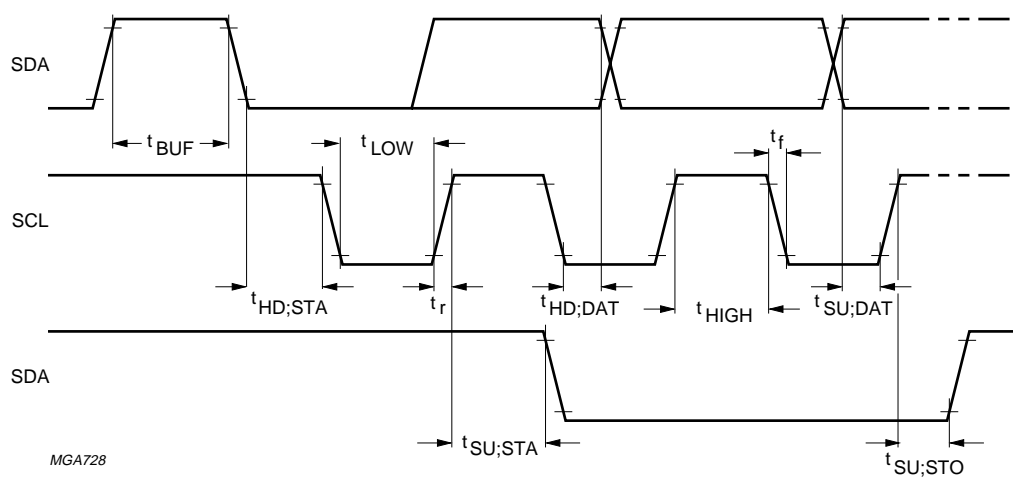 SDA
t BUF
t LOW
t f
SCL
t HD;STA
t r
t HD;DAT
t HIGH
t SU;DAT
SDA
t SU;STA
t SU;STO
MGA728